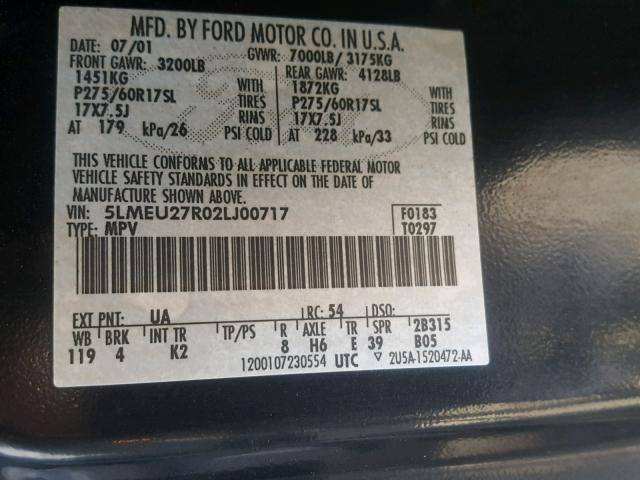 MFD. BY FORD MOTOR CO. IN U.S.A.
DATE: 07/01 GVWR: 7000LB/ 3175KG
FRONT GAWR: 3200LB REAR GAWR: 4128LB
1451KG WITH 1872KG WITH
P275/60R17SL TIRES P275/60R17SL TIRES
17X7.5J RIMS 17X7.5J RIMS
AT 179 kPa/26 PSI COLD AT 228 kPa/33 PSI COLD
THIS VEHICLE CONFORMS TO ALL APPLICABLE FEDERAL MOTOR
VEHICLE SAFETY STANDARDS IN EFFECT ON THE DATE OF
MANUFACTURE SHOWN ABOVE.
VIN: 5LMEU27R02LJ00717 F0183
TYPE: MPV T0297
EXT PNT: UA RC: 54 DSO:
WB BRK INT TR TP/PS R AXLE TR SPR 2B315
119 4 K2 8 H6 E 39 B05
1200107230554 UTC ▽ 2U5A-1520472-AA